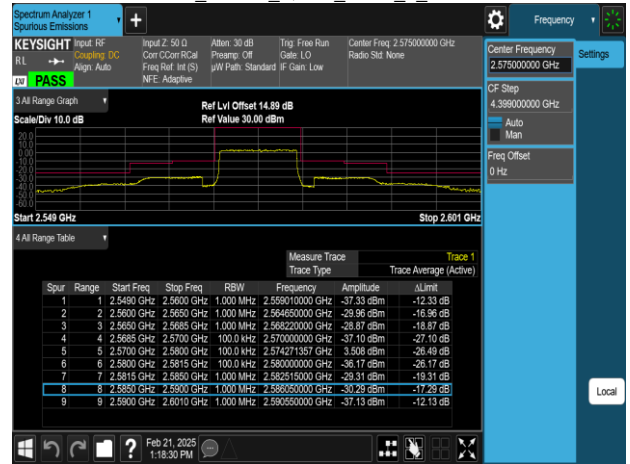 Spectrum Analyzer 1
Spurious Emissions
Frequency
KEYSIGHT Input: RF Input Z: 50 Ω Atten: 30 dB Trig: Free Run Center Freq: 2.575000000 GHz
RL Coupling: DC Corr CCorr RCal Preamp: Off Gate: LO Radio Std: None
Align: Auto Freq Ref: Int (S) µW Path: Standard IF Gain: Low
LXI PASS NFE: Adaptive
Center Frequency
2.575000000 GHz
Settings
CF Step
4.399000000 GHz
Auto
Man
Freq Offset
0 Hz
3 All Range Graph
Ref Lvl Offset 14.89 dB
Scale/Div 10.0 dB Ref Value 30.00 dBm
20.0
10.0
0.00
-10.0
-20.0
-30.0
-40.0
-50.0
-60.0
Start 2.549 GHz Stop 2.601 GHz
4 All Range Table
Measure Trace Trace 1
Trace Type Trace Average (Active)
Spur Range Start Freq Stop Freq RBW Frequency Amplitude ΔLimit
1 1 2.5490 GHz 2.5600 GHz 1.000 MHz 2.559010000 GHz -37.33 dBm -12.33 dB
2 2 2.5600 GHz 2.5650 GHz 1.000 MHz 2.564650000 GHz -29.96 dBm -16.96 dB
3 3 2.5650 GHz 2.5685 GHz 1.000 MHz 2.568220000 GHz -28.87 dBm -18.87 dB
4 4 2.5685 GHz 2.5700 GHz 100.0 kHz 2.570000000 GHz -37.10 dBm -27.10 dB
5 5 2.5700 GHz 2.5800 GHz 100.0 kHz 2.574271357 GHz 3.508 dBm -26.49 dB
6 6 2.5800 GHz 2.5815 GHz 100.0 kHz 2.580000000 GHz -36.17 dBm -26.17 dB
7 7 2.5815 GHz 2.5850 GHz 1.000 MHz 2.582515000 GHz -29.31 dBm -19.31 dB
8 8 2.5850 GHz 2.5900 GHz 1.000 MHz 2.586050000 GHz -30.29 dBm -17.29 dB
9 9 2.5900 GHz 2.6010 GHz 1.000 MHz 2.590550000 GHz -37.13 dBm -12.13 dB
Local
Feb 21, 2025
1:18:30 PM